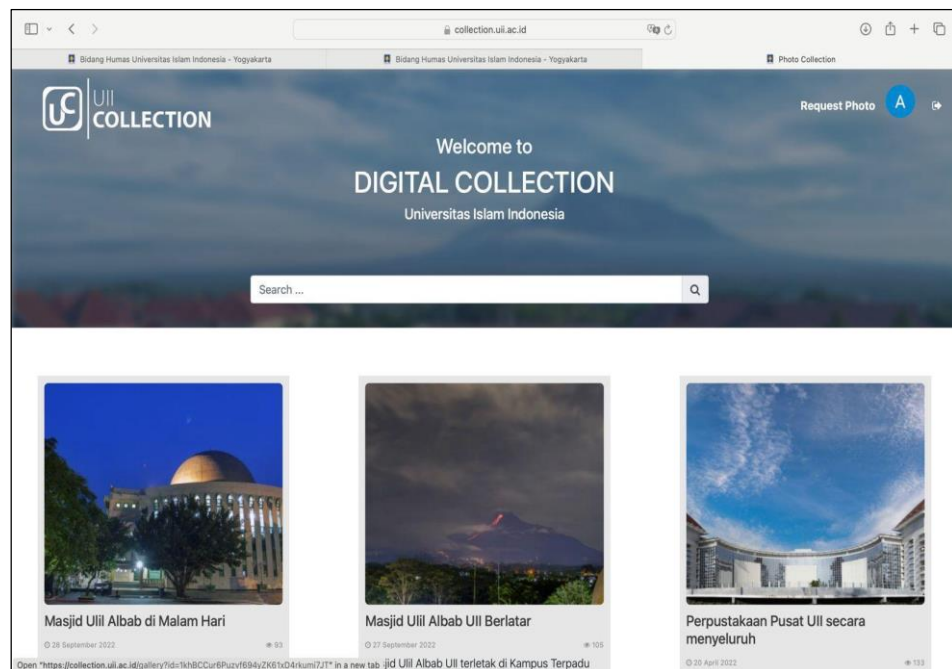 collection.uii.ac.id
Bidang Humas Universitas Islam Indonesia - Yogyakarta
Bidang Humas Universitas Islam Indonesia - Yogyakarta
Photo Collection
UC
UII
COLLECTION
Request Photo
A
Welcome to
DIGITAL COLLECTION
Universitas Islam Indonesia
Search ...
Masjid Ulil Albab di Malam Hari
28 September 2022
93
Masjid Ulil Albab UII Berlatar
27 September 2022
105
Perpustakaan Pusat UII secara
menyeluruh
20 April 2022
133
jid Ulil Albab UII terletak di Kampus Terpadu